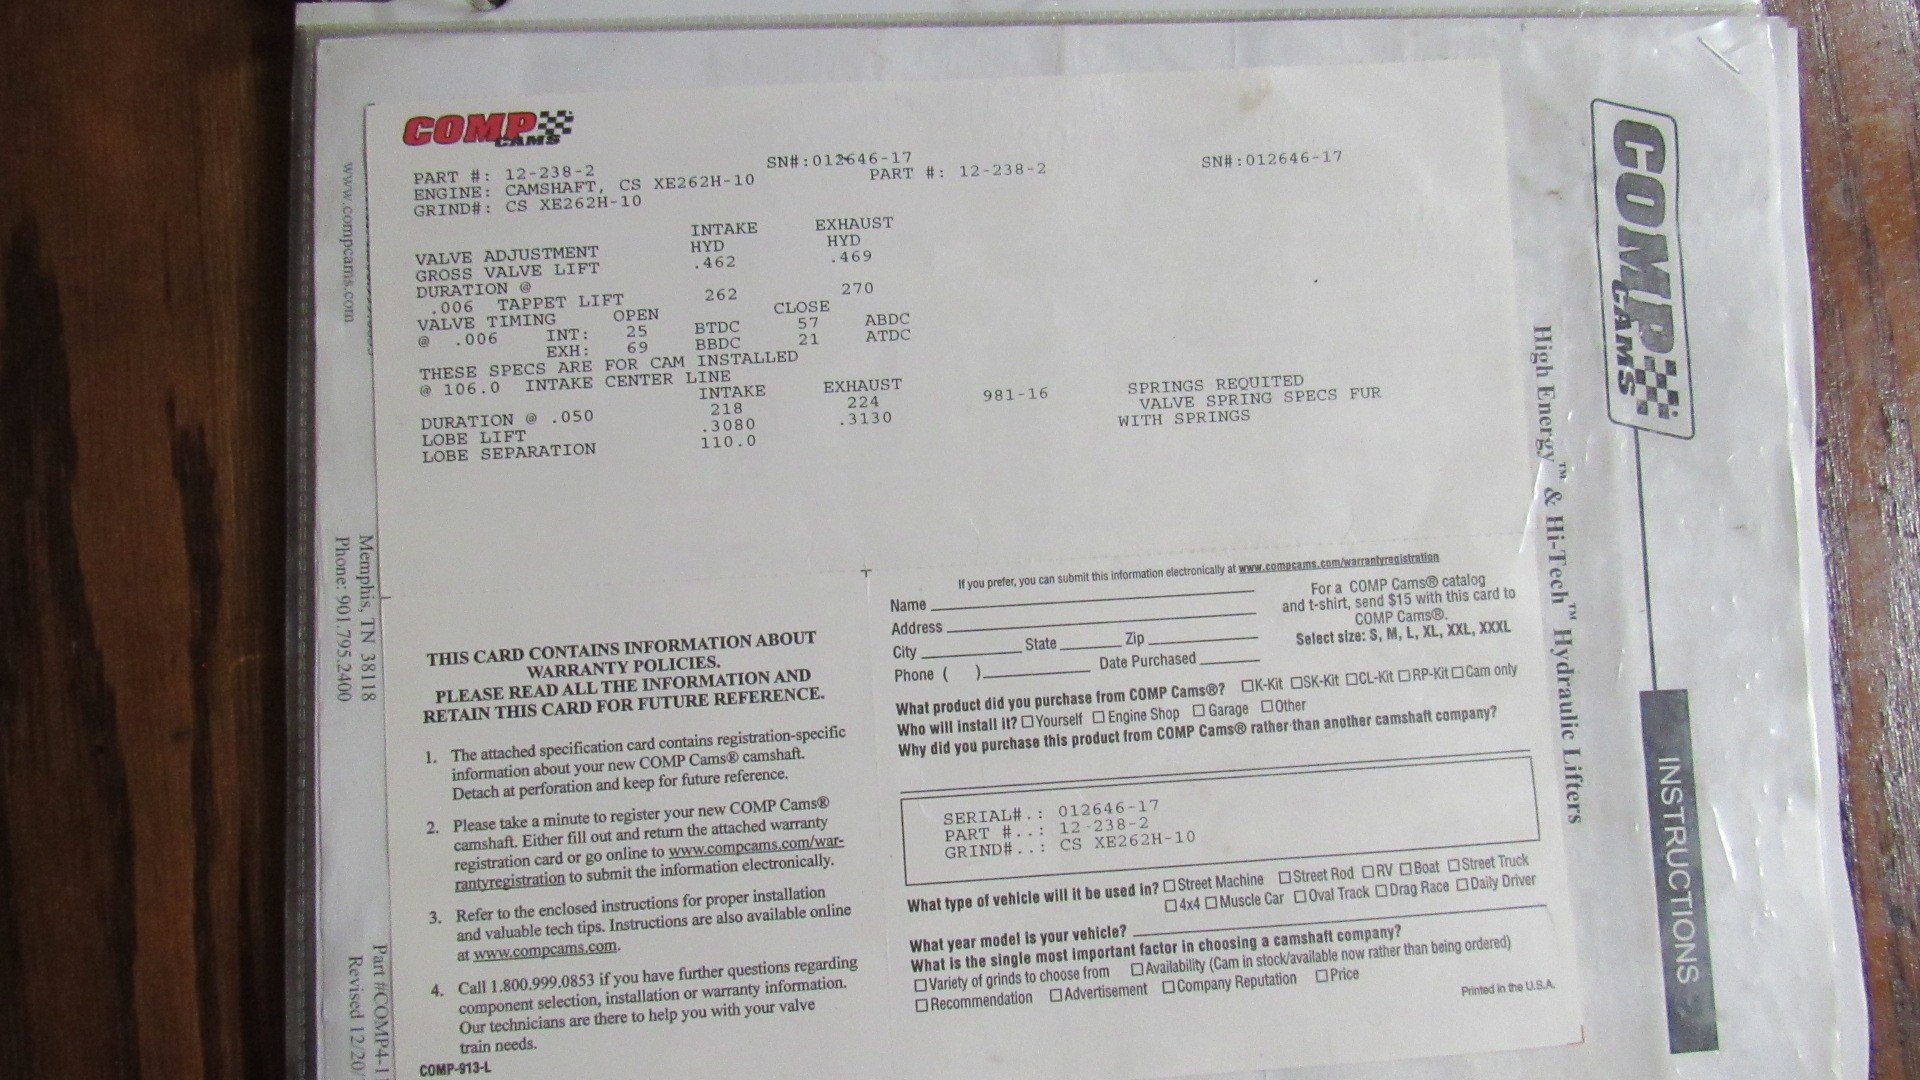 COMP CAMS
PART #: 12-238-2 SN#:012646-17 PART #: 12-238-2 SN#:012646-17
ENGINE: CAMSHAFT, CS XE262H-10
GRIND#: CS XE262H-10
INTAKE EXHAUST
VALVE ADJUSTMENT HYD HYD
GROSS VALVE LIFT .462 .469
DURATION @
.006 TAPPET LIFT 262 270
VALVE TIMING OPEN CLOSE
@ .006 INT: 25 BTDC 57 ABDC
EXH: 69 BBDC 21 ATDC
THESE SPECS ARE FOR CAM INSTALLED
@ 106.0 INTAKE CENTER LINE
INTAKE EXHAUST
DURATION @ .050 218 224
LOBE LIFT .3080 .3130
LOBE SEPARATION 110.0
981-16 SPRINGS REQUITED
VALVE SPRING SPECS FUR
WITH SPRINGS
THIS CARD CONTAINS INFORMATION ABOUT
WARRANTY POLICIES.
PLEASE READ ALL THE INFORMATION AND
RETAIN THIS CARD FOR FUTURE REFERENCE.
1. The attached specification card contains registration-specific
information about your new COMP Cams® camshaft.
Detach at perforation and keep for future reference.
2. Please take a minute to register your new COMP Cams®
camshaft. Either fill out and return the attached warranty
registration card or go online to www.compcams.com/war-
rantyregistration to submit the information electronically.
3. Refer to the enclosed instructions for proper installation
and valuable tech tips. Instructions are also available online
at www.compcams.com.
4. Call 1.800.999.0853 if you have further questions regarding
component selection, installation or warranty information.
Our technicians are there to help you with your valve
train needs.
COMP-913-L
If you prefer, you can submit this information electronically at www.compcams.com/warrantyregistration
Name
Address
City State Zip
Phone ( ) Date Purchased
For a COMP Cams® catalog
and t-shirt, send $15 with this card to
COMP Cams®.
Select size: S, M, L, XL, XXL, XXXL
What product did you purchase from COMP Cams®? ☐K-Kit ☐SK-Kit ☐CL-Kit ☐RP-Kit ☐Cam only
Who will install it? ☐Yourself ☐Engine Shop ☐Garage ☐Other
Why did you purchase this product from COMP Cams® rather than another camshaft company?
SERIAL#.: 012646-17
PART #..: 12-238-2
GRIND#..: CS XE262H-10
What type of vehicle will it be used in? ☐Street Machine ☐Street Rod ☐RV ☐Boat ☐Street Truck
☐4x4 ☐Muscle Car ☐Oval Track ☐Drag Race ☐Daily Driver
What year model is your vehicle?
What is the single most important factor in choosing a camshaft company?
☐Variety of grinds to choose from ☐Availability (Cam in stock/available now rather than being ordered)
☐Recommendation ☐Advertisement ☐Company Reputation ☐Price
Printed in the U.S.A.
COMP CAMS
INSTRUCTIONS
High Energy™ & Hi-Tech™ Hydraulic Lifters
www.compcams.com
Memphis, TN 38118
Phone: 901.795.2400
Part #COMP4-1
Revised 12/20/